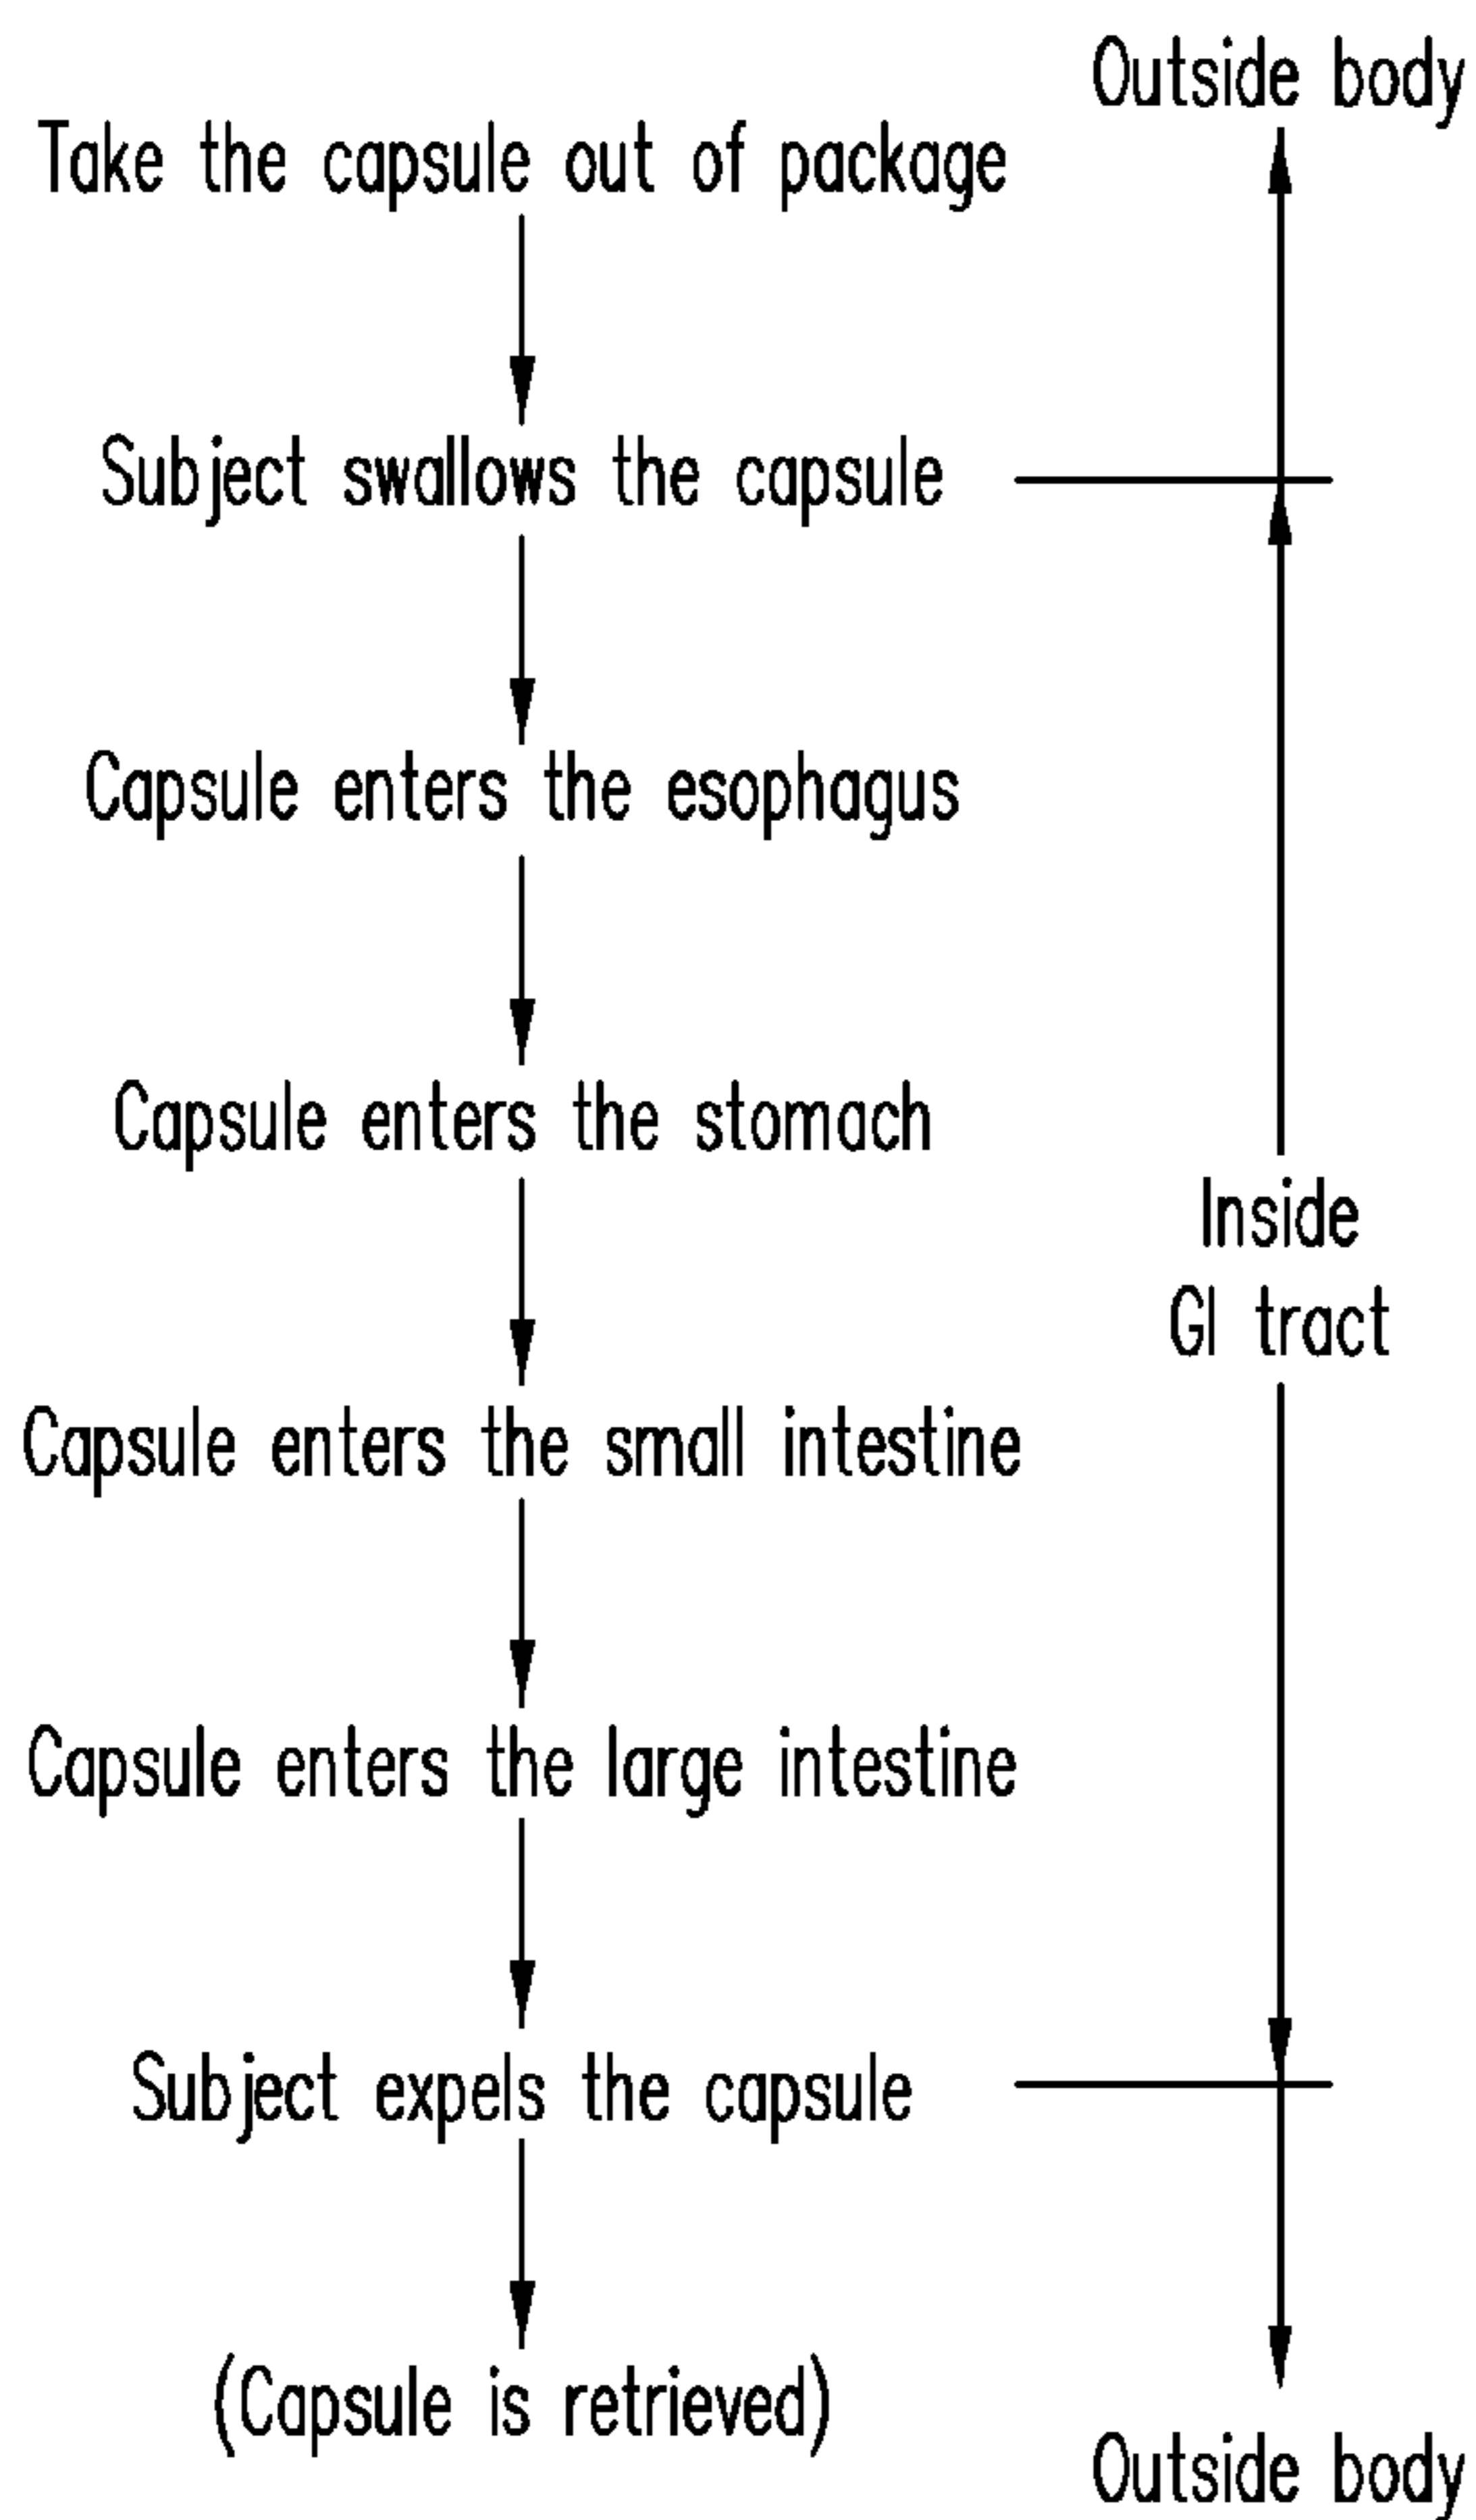 Outside body
Take the capsule out of package
Subject swallows the capsule
Capsule enters the esophagus
Capsule enters the stomach
Inside
GI tract
Capsule enters the small intestine
Capsule enters the large intestine
Subject expels the capsule
(Capsule is retrieved)
Outside body